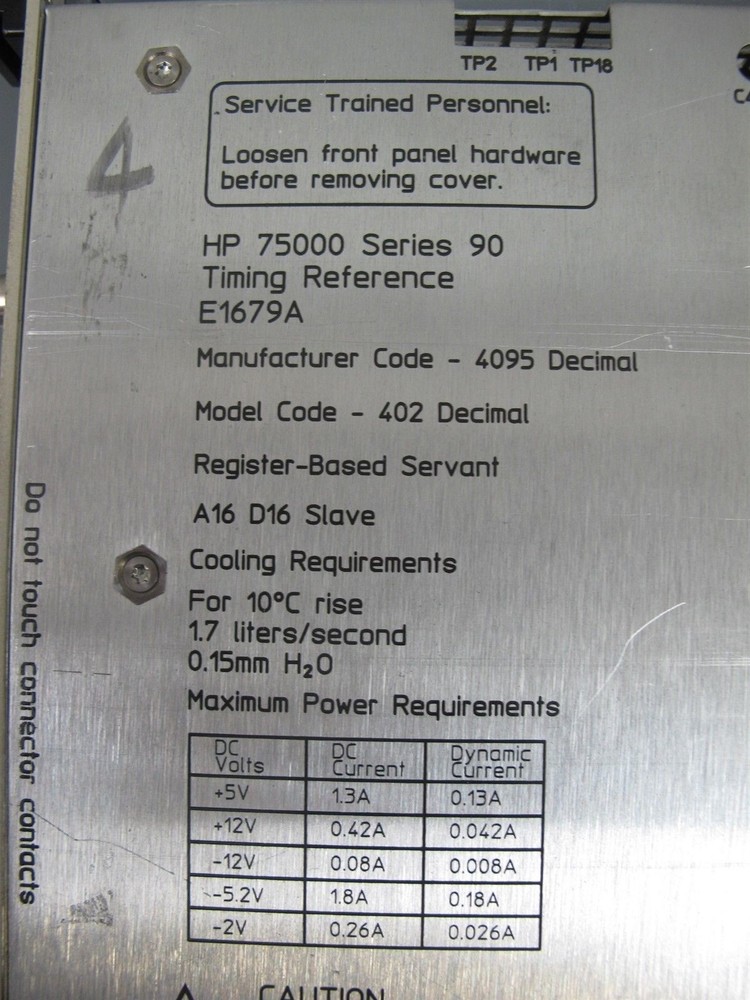 TP2 TP1 TP18
Service Trained Personnel:
Loosen front panel hardware
before removing cover.
4
HP 75000 Series 90
Timing Reference
E1679A
Manufacturer Code - 4095 Decimal
Model Code - 402 Decimal
Register-Based Servant
A16 D16 Slave
Cooling Requirements
For 10°C rise
1.7 liters/second
0.15mm H₂O
Maximum Power Requirements
DC Volts DC Current Dynamic Current
+5V 1.3A 0.13A
+12V 0.42A 0.042A
-12V 0.08A 0.008A
-5.2V 1.8A 0.18A
-2V 0.26A 0.026A
CAUTION
Do not touch connector contacts